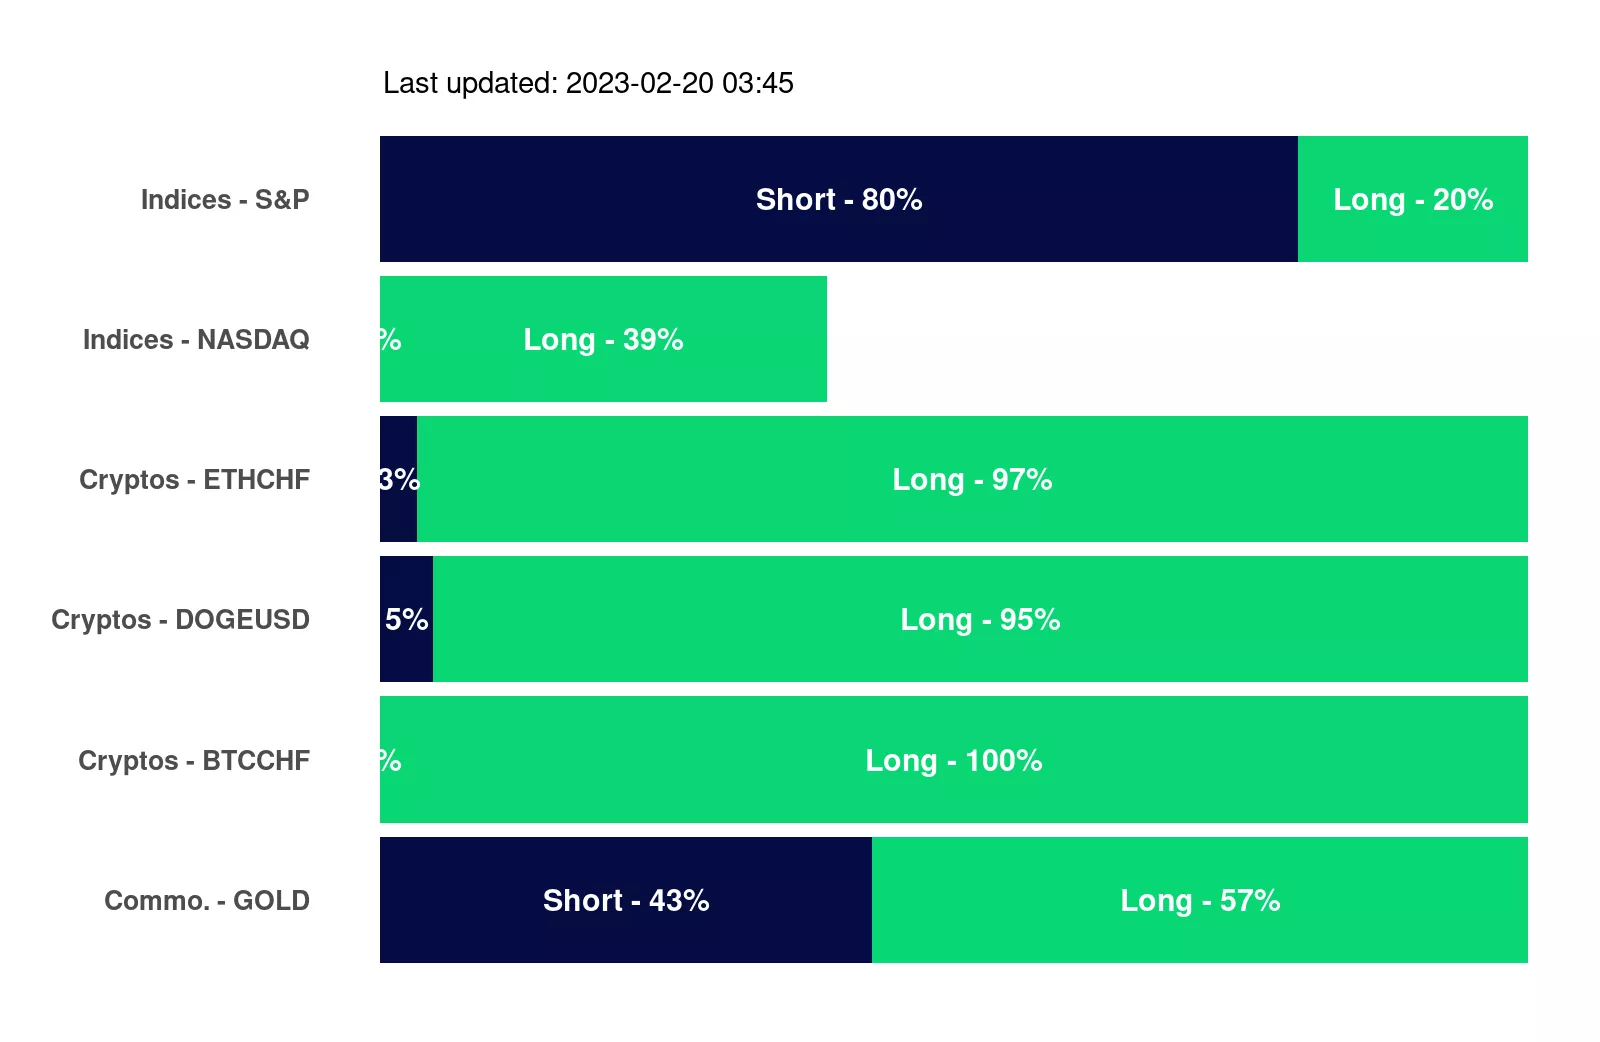 Last updated: 2023-02-20 03:45
Indices - S&P Short - 80% Long - 20%
Indices - NASDAQ % Long - 39%
Cryptos - ETHCHF 3% Long - 97%
Cryptos - DOGEUSD 5% Long - 95%
Cryptos - BTCCHF % Long - 100%
Commo. - GOLD Short - 43% Long - 57%